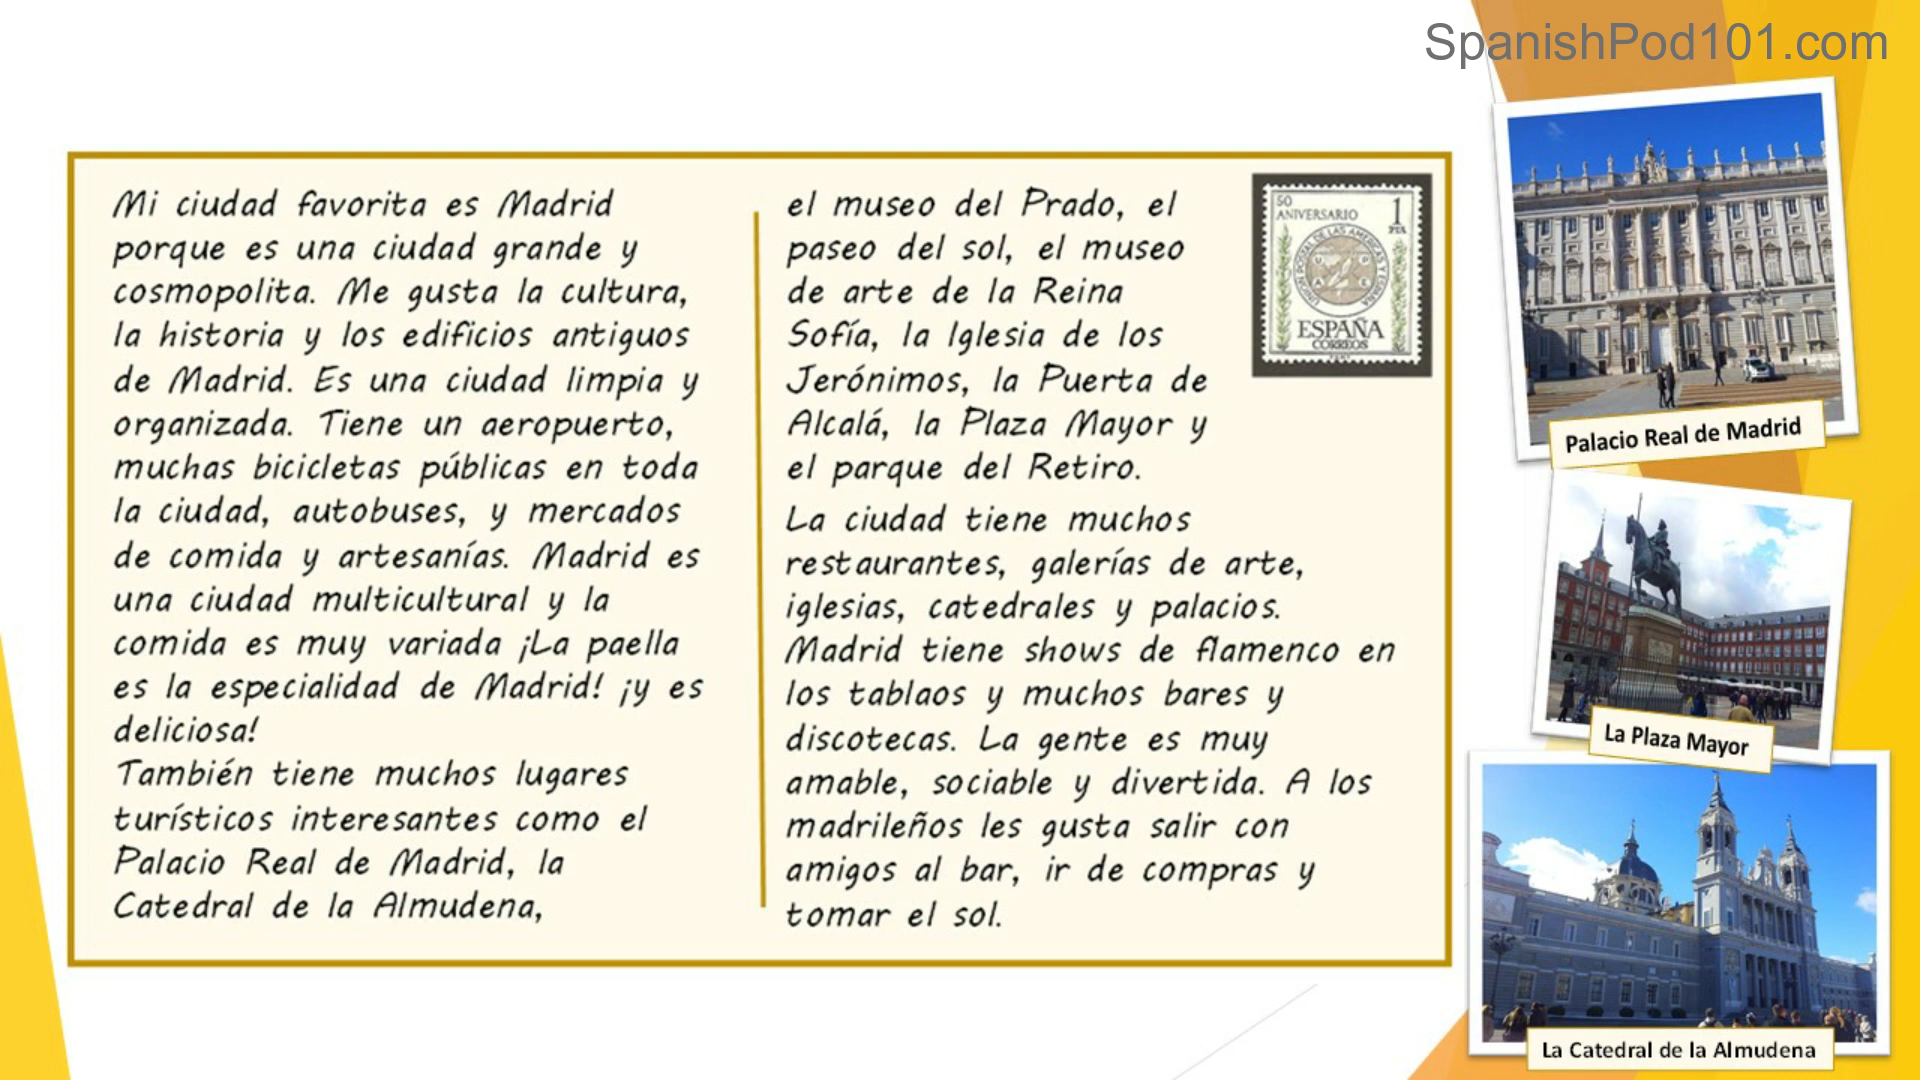 SpanishPod101.com
Mi ciudad favorita es Madrid
porque es una ciudad grande y
cosmopolita. Me gusta la cultura,
la historia y los edificios antiguos
de Madrid. Es una ciudad limpia y
organizada. Tiene un aeropuerto,
muchas bicicletas públicas en toda
la ciudad, autobuses, y mercados
de comida y artesanías. Madrid es
una ciudad multicultural y la
comida es muy variada ¡La paella
es la especialidad de Madrid! ¡y es
deliciosa!
También tiene muchos lugares
turísticos interesantes como el
Palacio Real de Madrid, la
Catedral de la Almudena,
el museo del Prado, el
paseo del sol, el museo
de arte de la Reina
Sofía, la Iglesia de los
Jerónimos, la Puerta de
Alcalá, la Plaza Mayor y
el parque del Retiro.
La ciudad tiene muchos
restaurantes, galerías de arte,
iglesias, catedrales y palacios.
Madrid tiene shows de flamenco en
los tablaos y muchos bares y
discotecas. La gente es muy
amable, sociable y divertida. A los
madrileños les gusta salir con
amigos al bar, ir de compras y
tomar el sol.
50
ANIVERSARIO
1
PTA
UNION POSTAL DE LAS AMERICAS Y ESPAÑA
U P
A E
ESPAÑA
CORREOS
Palacio Real de Madrid
La Plaza Mayor
La Catedral de la Almudena